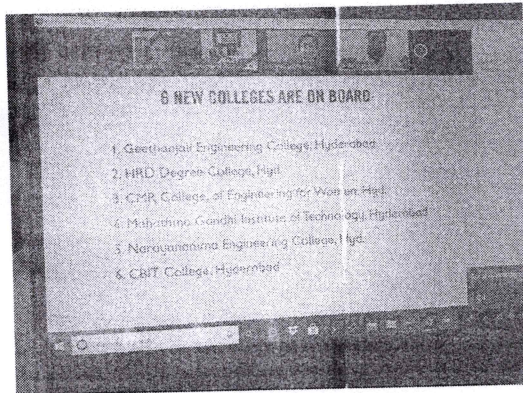 6 NEW COLLEGES ARE ON BOARD
1. Geethanjali Engineering College, Hyderabad
2. HRD Degree College, Hyd.
3. CMR College, of Engineering for Women, Hyd.
4. Mahathma Gandhi Institute of Technology, Hyderabad
5. Narayanamma Engineering College, Hyd.
6. CBIT College, Hyderabad